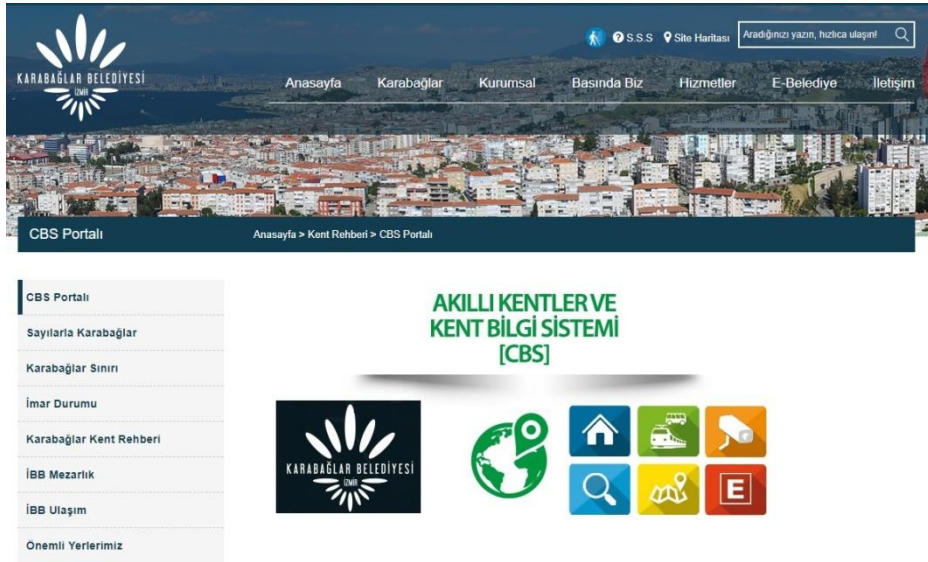 KARABAĞLAR BELEDİYESİ
İZMİR
S.S.S
Site Haritası
Aradığınızı yazın, hızlıca ulaşın!
Anasayfa
Karabağlar
Kurumsal
Basında Biz
Hizmetler
E-Belediye
İletişim
CBS Portalı
Anasayfa > Kent Rehberi > CBS Portalı
CBS Portalı
Sayılarla Karabağlar
Karabağlar Sınırı
İmar Durumu
Karabağlar Kent Rehberi
İBB Mezarlık
İBB Ulaşım
Önemli Yerlerimiz
AKILLI KENTLER VE
KENT BİLGİ SİSTEMİ
[CBS]
KARABAĞLAR BELEDİYESİ
İZMİR
E